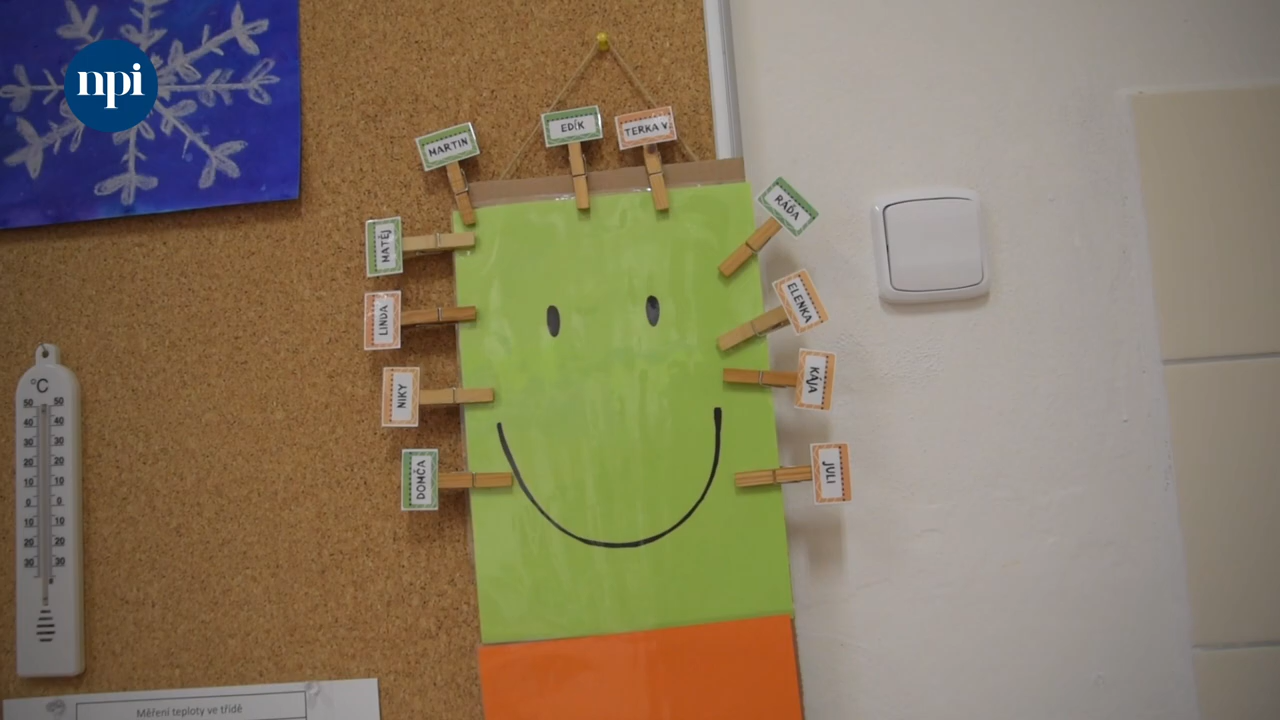 npi
MARTIN
EDÍK
TERKA V.
RÁĎA
MATĚJ
ELENKA
LINDA
KÁJA
NIKY
JULI
DOMČA
°C
50 50
40 40
30 30
20 20
10 10
0 0
10 10
20 20
30 30
Měření teploty ve třídě